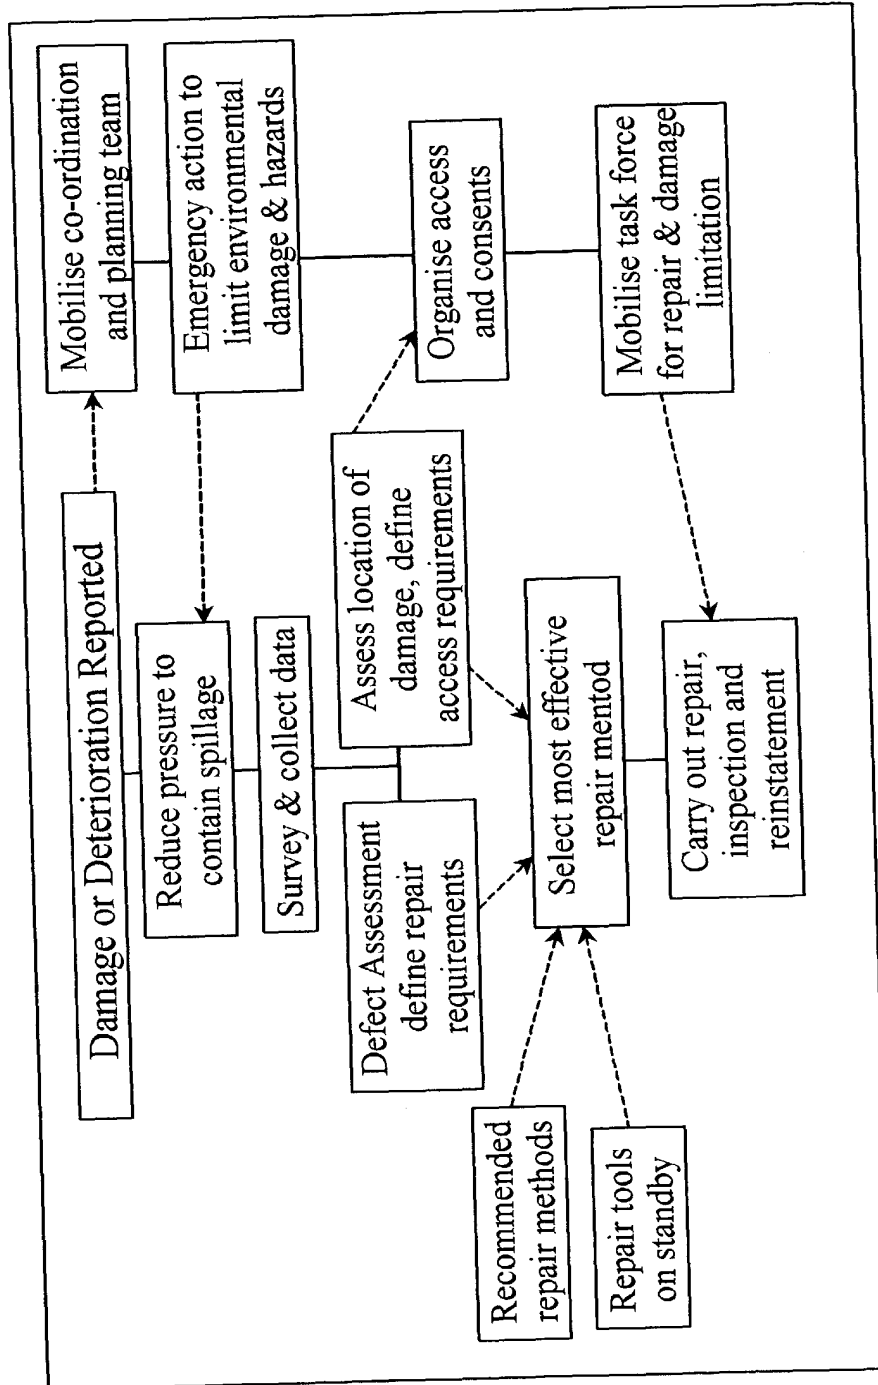 Damage or Deterioration Reported
Mobilise co-ordination
and planning team
Reduce pressure to
contain spillage
Emergency action to
limit environmental
damage & hazards
Survey & collect data
Defect Assessment
define repair
requirements
Assess location of
damage, define
access requirements
Organise access
and consents
Recommended
repair methods
Repair tools
on standby
Select most effective
repair mentod
Mobilise task force
for repair & damage
limitation
Carry out repair,
inspection and
reinstatement